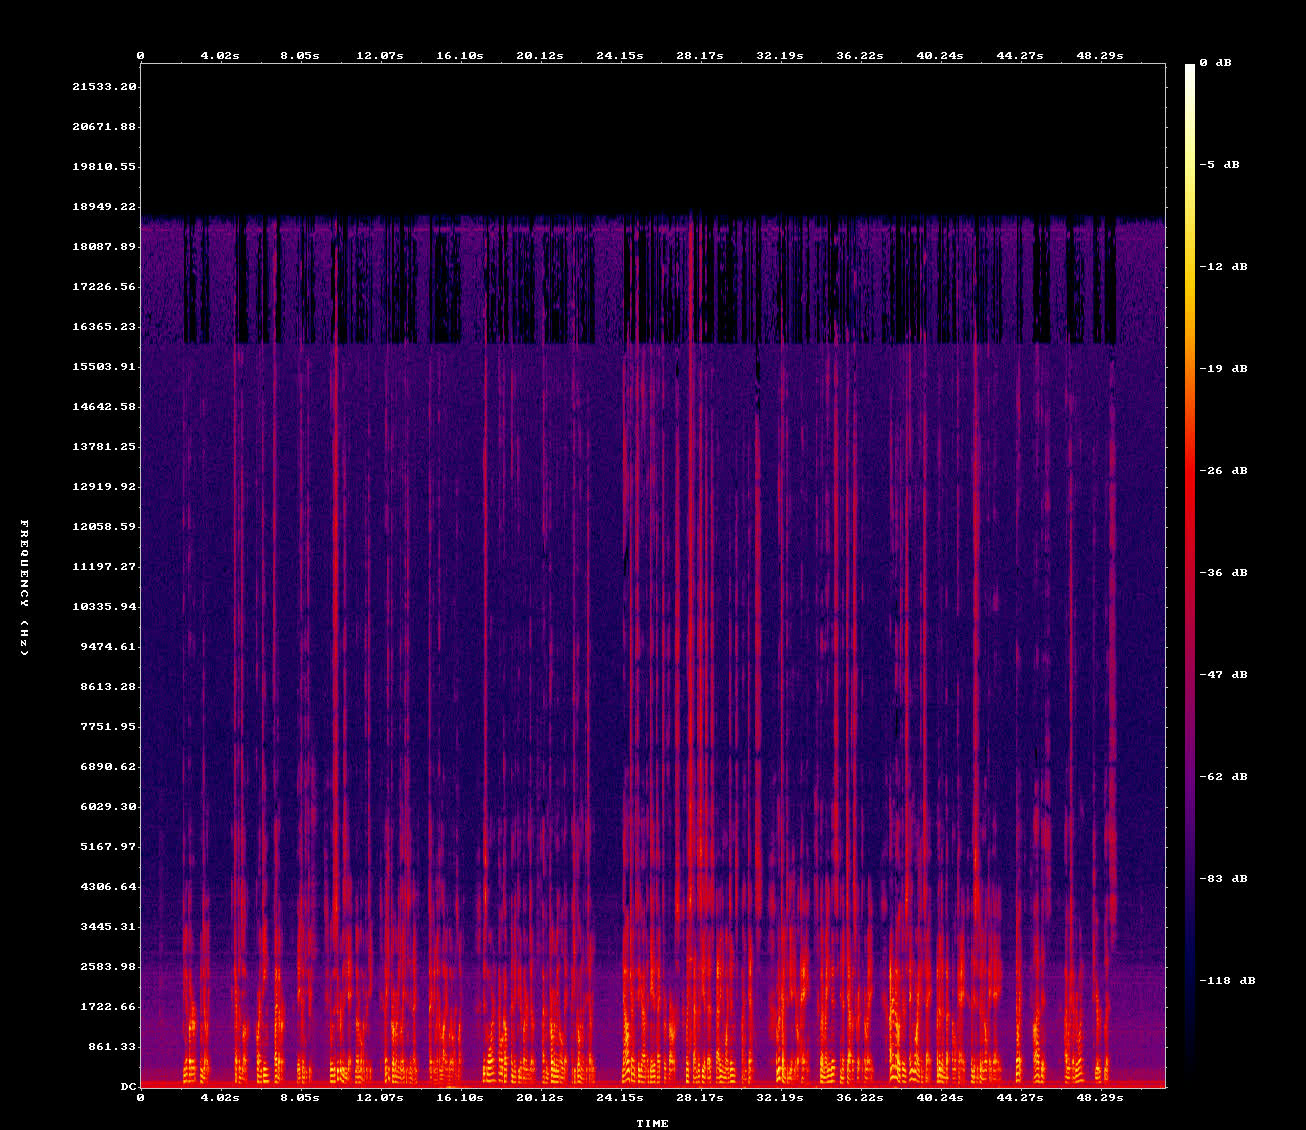 0 4.02s 8.05s 12.07s 16.10s 20.12s 24.15s 28.17s 32.19s 36.22s 40.24s 44.27s 48.29s
0 dB
21533.20
20671.88
-5 dB
19810.55
18949.22
18087.89
-12 dB
17226.56
16365.23
15503.91
-19 dB
14642.58
13781.25
-26 dB
12919.92
12058.59
11197.27
-36 dB
10335.94
9474.61
-47 dB
8613.28
7751.95
6890.62
-62 dB
6029.30
5167.97
-83 dB
4306.64
3445.31
2583.98
-118 dB
1722.66
861.33
DC
FREQUENCY (Hz)
0 4.02s 8.05s 12.07s 16.10s 20.12s 24.15s 28.17s 32.19s 36.22s 40.24s 44.27s 48.29s
TIME